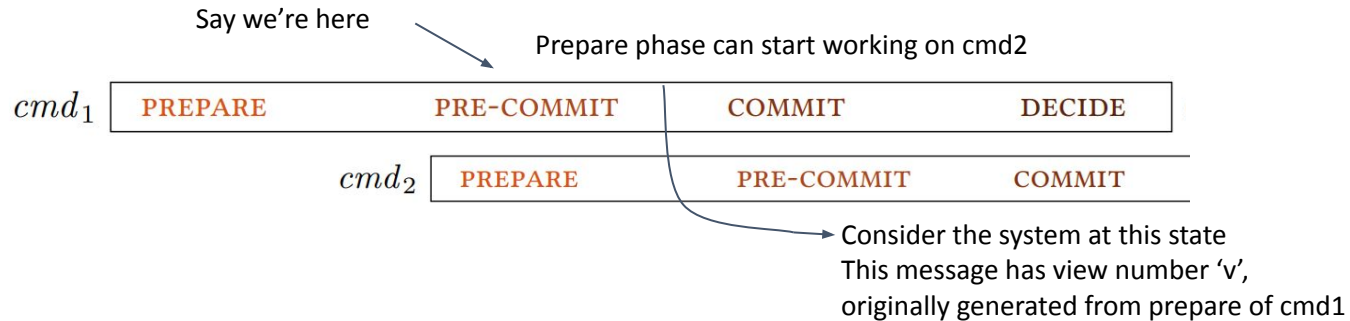 Say we're here
Prepare phase can start working on cmd2
cmd1 PREPARE PRE-COMMIT COMMIT DECIDE
cmd2 PREPARE PRE-COMMIT COMMIT
Consider the system at this state
This message has view number ‘v’,
originally generated from prepare of cmd1